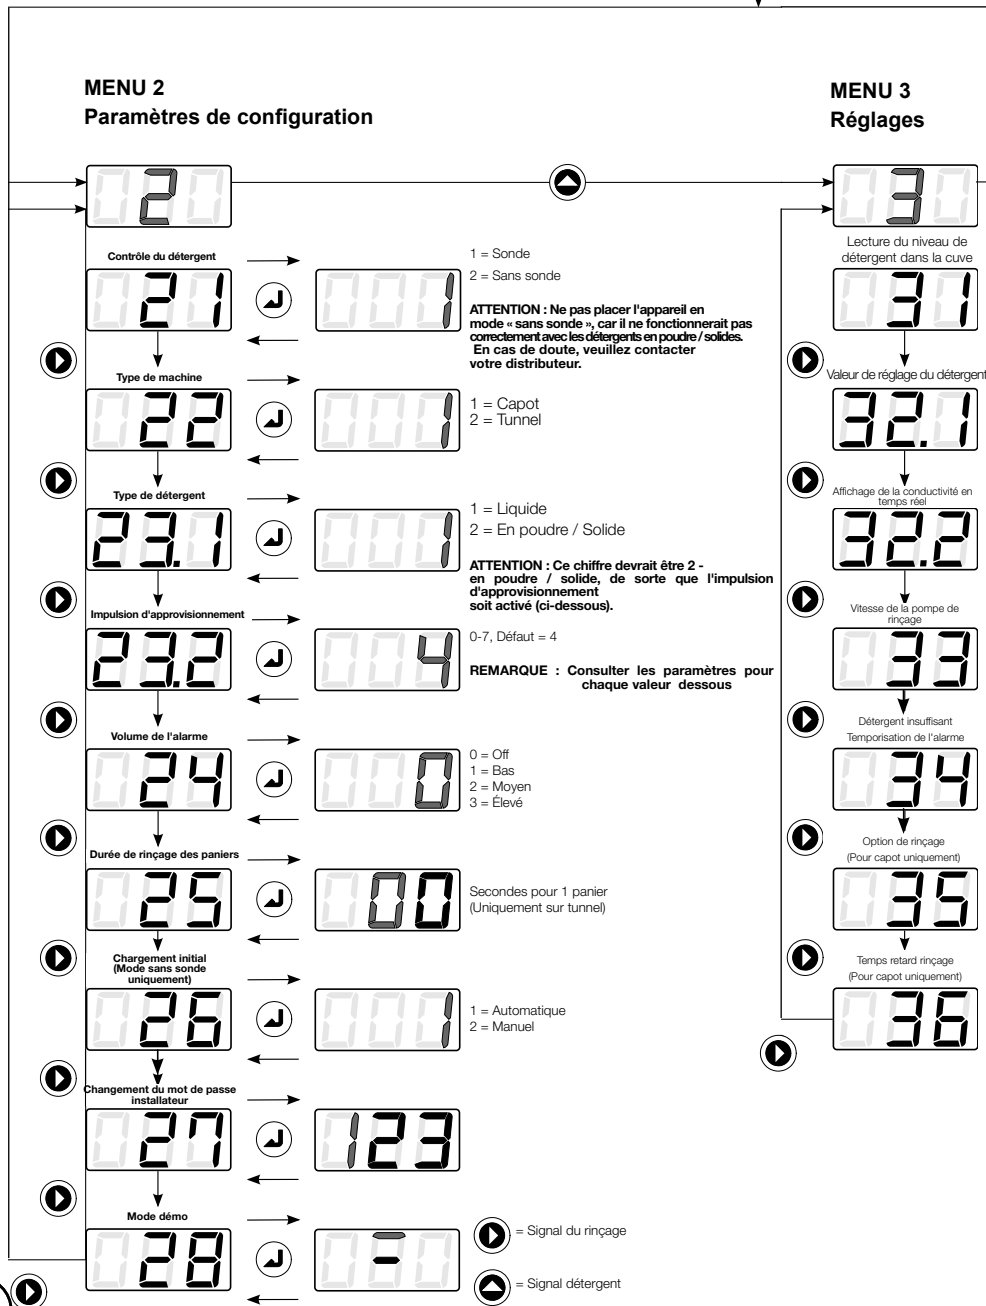 MENU 2
Paramètres de configuration
2
Contrôle du détergent
21
1
1 = Sonde
2 = Sans sonde
ATTENTION : Ne pas placer l'appareil en
mode « sans sonde », car il ne fonctionnerait pas
correctement avec les détergents en poudre / solides.
En cas de doute, veuillez contacter
votre distributeur.
Type de machine
22
1
1 = Capot
2 = Tunnel
Type de détergent
23.1
1
1 = Liquide
2 = En poudre / Solide
ATTENTION : Ce chiffre devrait être 2 -
en poudre / solide, de sorte que l'impulsion
d'approvisionnement
soit activé (ci-dessous).
Impulsion d'approvisionnement
23.2
4
0-7, Défaut = 4
REMARQUE : Consulter les paramètres pour
chaque valeur dessous
Volume de l'alarme
24
0
0 = Off
1 = Bas
2 = Moyen
3 = Élevé
Durée de rinçage des paniers
25
00
Secondes pour 1 panier
(Uniquement sur tunnel)
Chargement initial
(Mode sans sonde
uniquement)
26
1
1 = Automatique
2 = Manuel
Changement du mot de passe
installateur
27
123
Mode démo
28
= Signal du rinçage
= Signal détergent
MENU 3
Réglages
3
Lecture du niveau de
détergent dans la cuve
31
Valeur de réglage du détergent
32.1
Affichage de la conductivité en
temps réel
32.2
Vitesse de la pompe de
rinçage
33
Détergent insuffisant
Temporisation de l'alarme
34
Option de rinçage
(Pour capot uniquement)
35
Temps retard rinçage
(Pour capot uniquement)
36